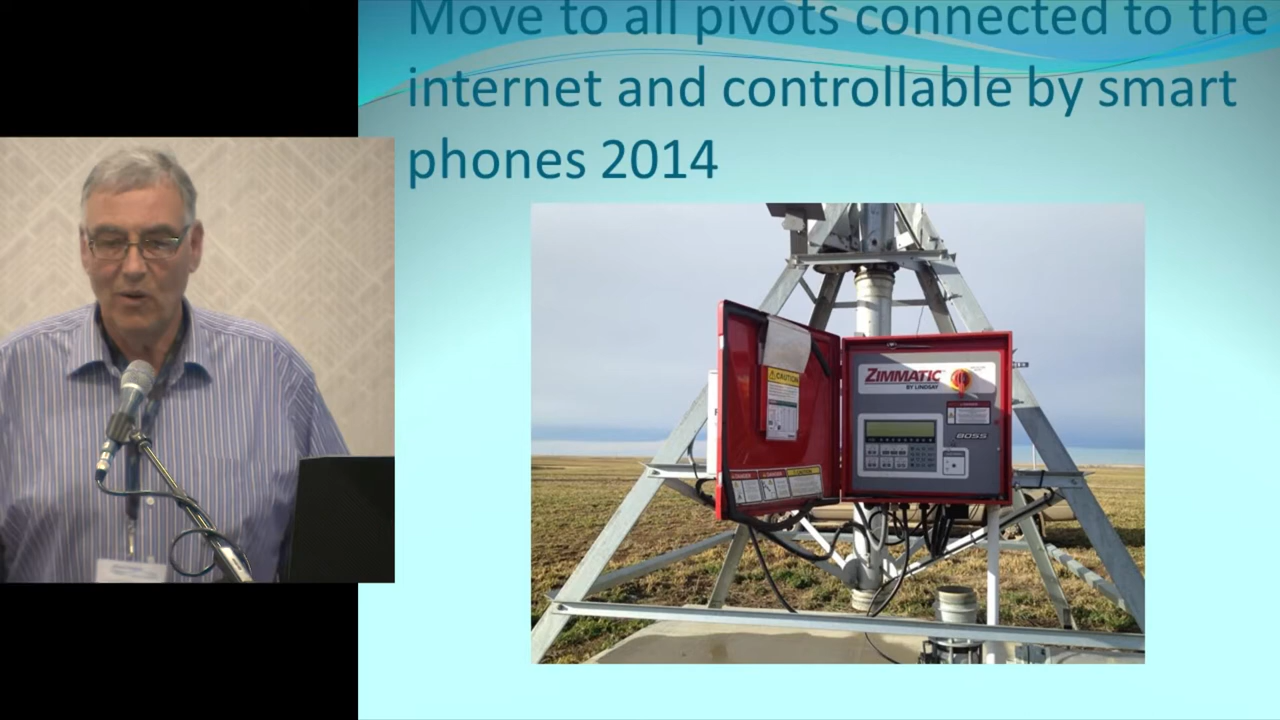 Move to all pivots connected to the
internet and controllable by smart
phones 2014
CAUTION
ZIMMATIC
BY LINDSAY
BOSS